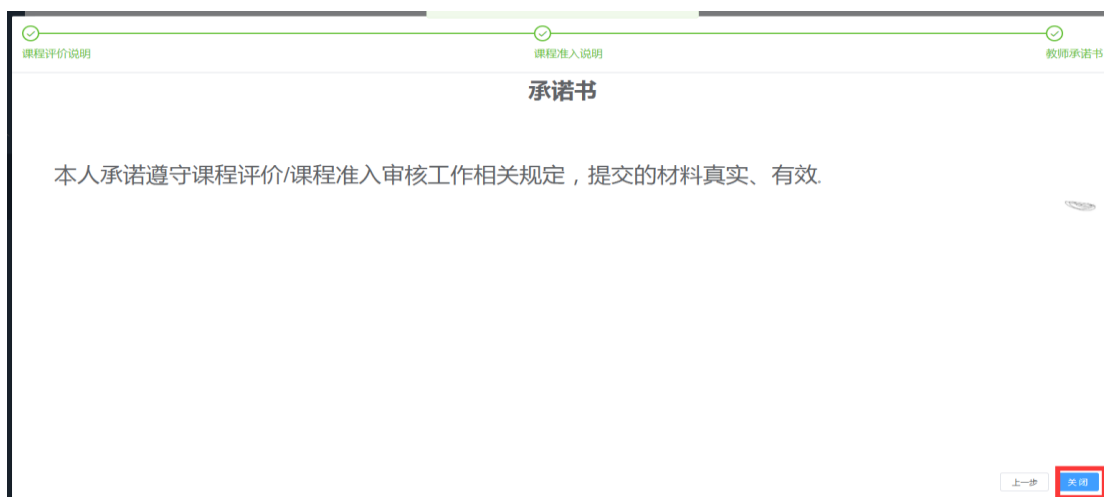 课程评价说明
课程准入说明
教师承诺书
承诺书
本人承诺遵守课程评价/课程准入审核工作相关规定，提交的材料真实、有效.
上一步
关闭